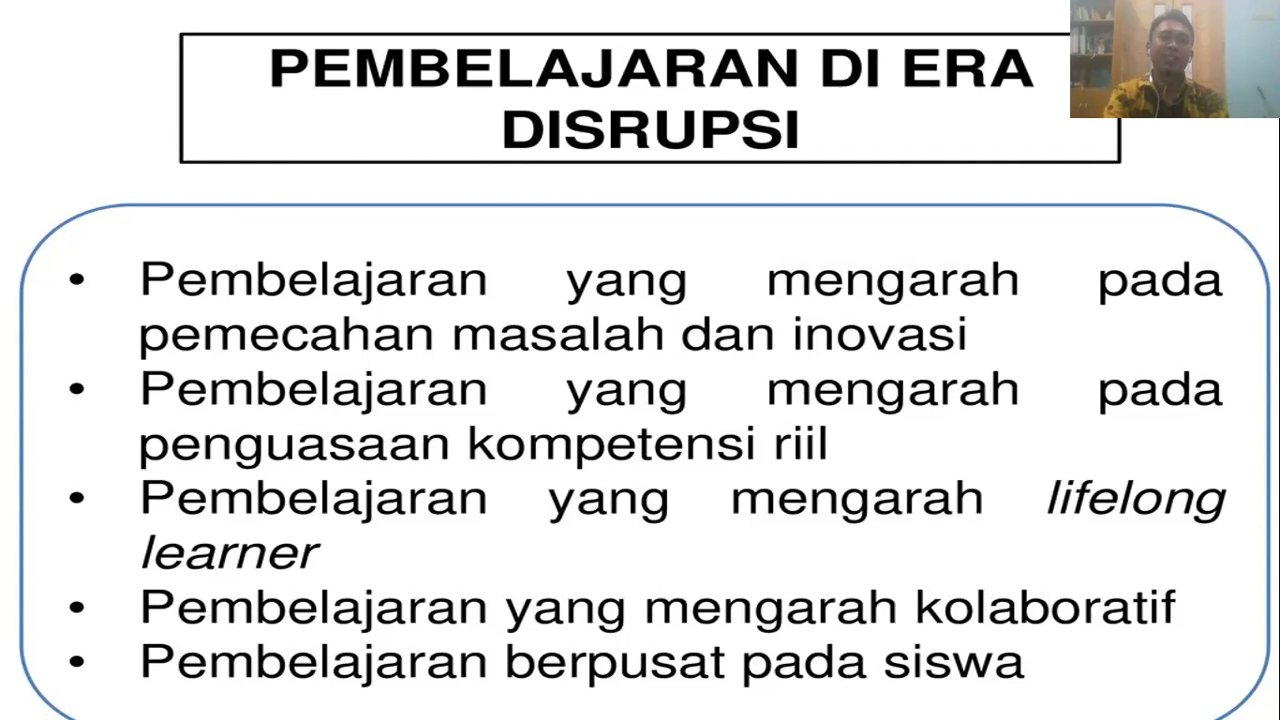 PEMBELAJARAN DI ERA
DISRUPSI
• Pembelajaran yang mengarah pada
pemecahan masalah dan inovasi
• Pembelajaran yang mengarah pada
penguasaan kompetensi riil
• Pembelajaran yang mengarah lifelong
learner
• Pembelajaran yang mengarah kolaboratif
• Pembelajaran berpusat pada siswa